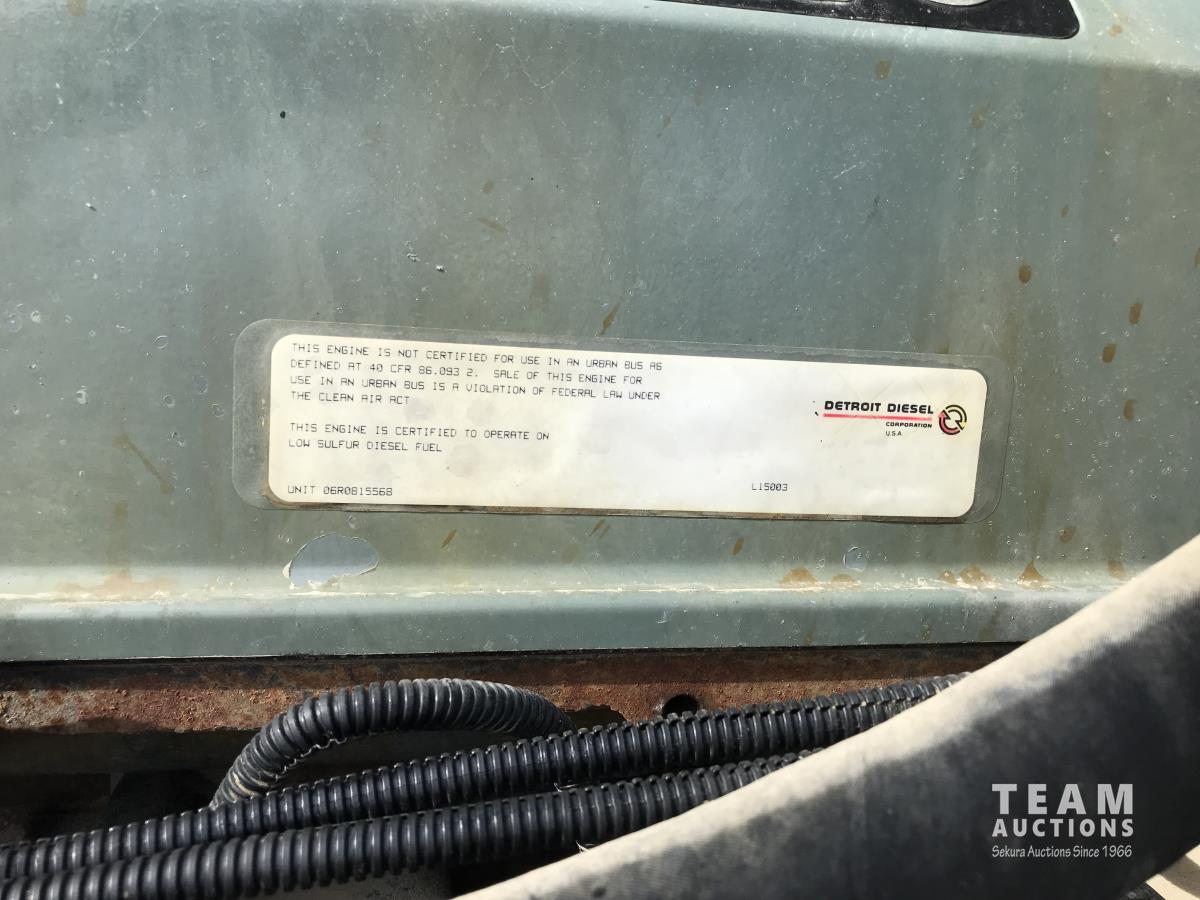 THIS ENGINE IS NOT CERTIFIED FOR USE IN AN URBAN BUS AS
DEFINED AT 40 CFR 86.093 2. SALE OF THIS ENGINE FOR
USE IN AN URBAN BUS IS A VIOLATION OF FEDERAL LAW UNDER
THE CLEAN AIR ACT
THIS ENGINE IS CERTIFIED TO OPERATE ON
LOW SULFUR DIESEL FUEL
UNIT 06R0815568
L15003
DETROIT DIESEL
CORPORATION
U.S.A.
TEAM
AUCTIONS
Sekura Auctions Since 1966